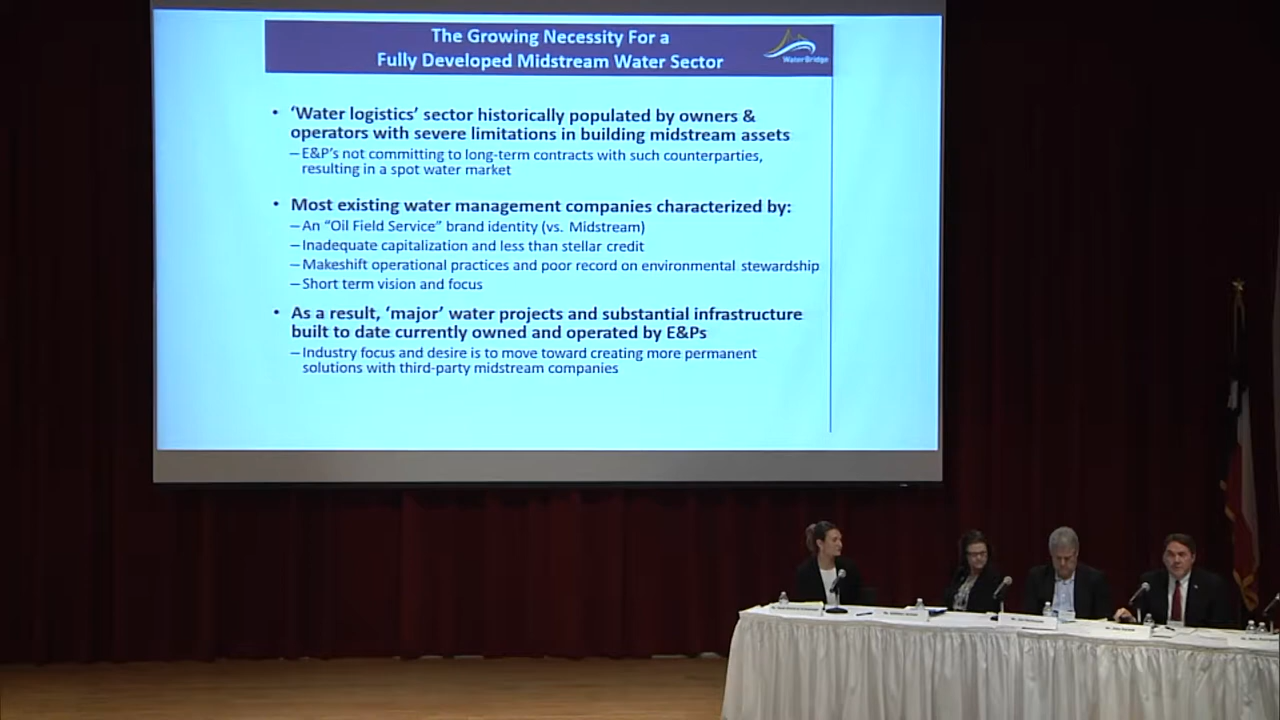 The Growing Necessity For a
Fully Developed Midstream Water Sector
WaterBridge
• ‘Water logistics’ sector historically populated by owners &
operators with severe limitations in building midstream assets
–E&P’s not committing to long-term contracts with such counterparties,
resulting in a spot water market
• Most existing water management companies characterized by:
–An “Oil Field Service” brand identity (vs. Midstream)
–Inadequate capitalization and less than stellar credit
–Makeshift operational practices and poor record on environmental stewardship
–Short term vision and focus
• As a result, ‘major’ water projects and substantial infrastructure
built to date currently owned and operated by E&Ps
–Industry focus and desire is to move toward creating more permanent
solutions with third-party midstream companies